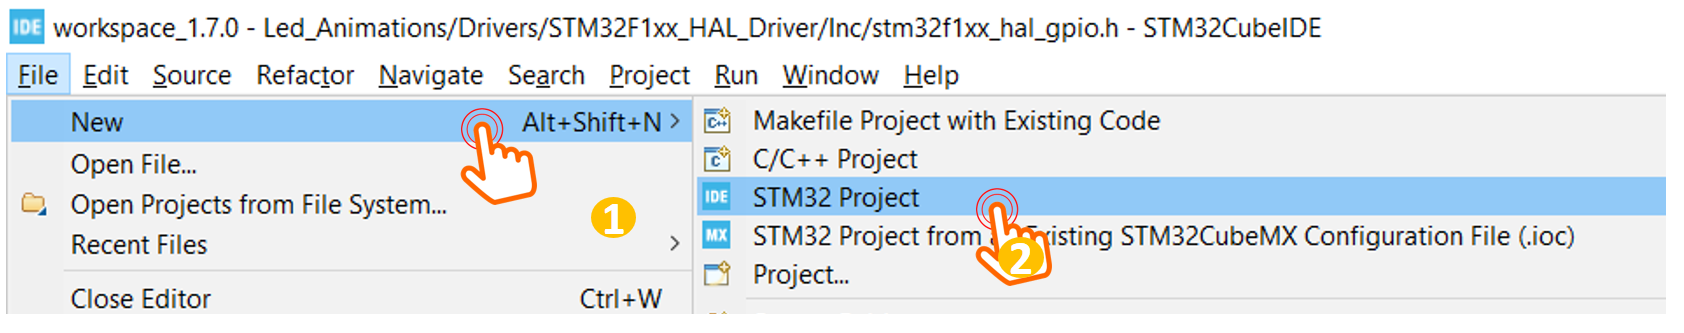 IDE workspace_1.7.0 - Led_Animations/Drivers/STM32F1xx_HAL_Driver/Inc/stm32f1xx_hal_gpio.h - STM32CubeIDE
File Edit Source Refactor Navigate Search Project Run Window Help
New Alt+Shift+N >
Open File...
Open Projects from File System...
Recent Files >
Close Editor Ctrl+W
1
C++ Makefile Project with Existing Code
C C/C++ Project
IDE STM32 Project
MX STM32 Project from a Existing STM32CubeMX Configuration File (.ioc)
Project...
2